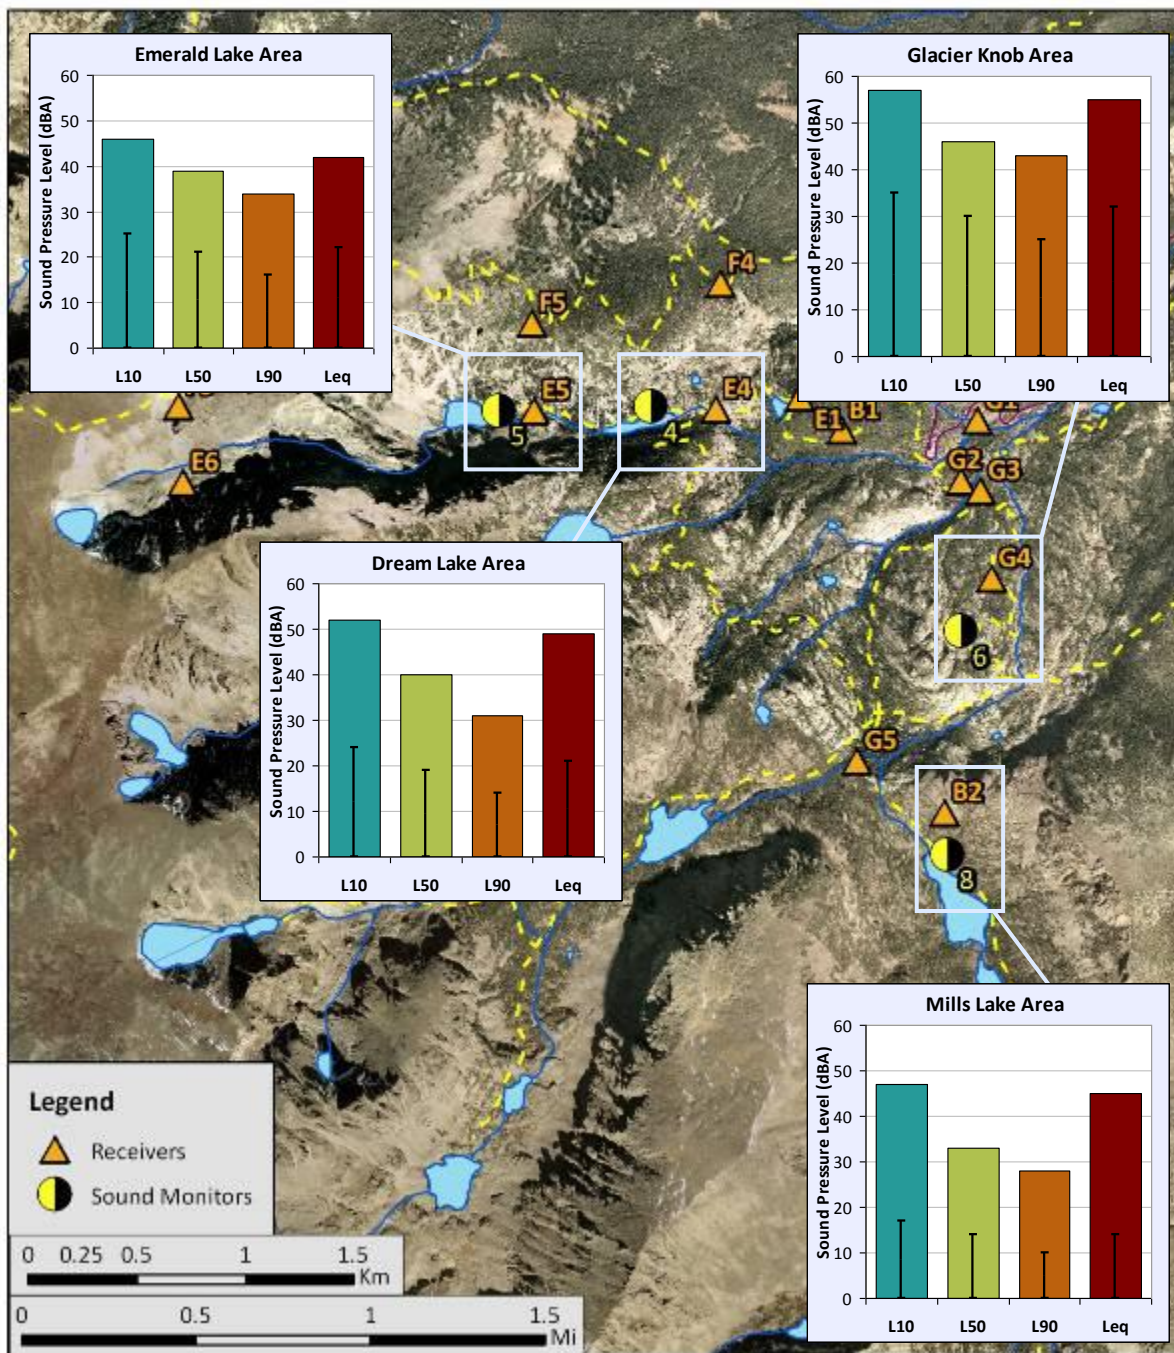 Emerald Lake Area
Sound Pressure Level (dBA)
60
50
40
30
20
10
0
L10 L50 L90 Leq
Glacier Knob Area
Sound Pressure Level (dBA)
60
50
40
30
20
10
0
L10 L50 L90 Leq
F4
F5
E5
5
4
E4
E1
B1
E6
G2
G3
G4
6
Dream Lake Area
Sound Pressure Level (dBA)
60
50
40
30
20
10
0
L10 L50 L90 Leq
G5
B2
8
Mills Lake Area
Sound Pressure Level (dBA)
60
50
40
30
20
10
0
L10 L50 L90 Leq
Legend
Receivers
Sound Monitors
0 0.25 0.5 1 1.5
Km
0 0.5 1 1.5
Mi